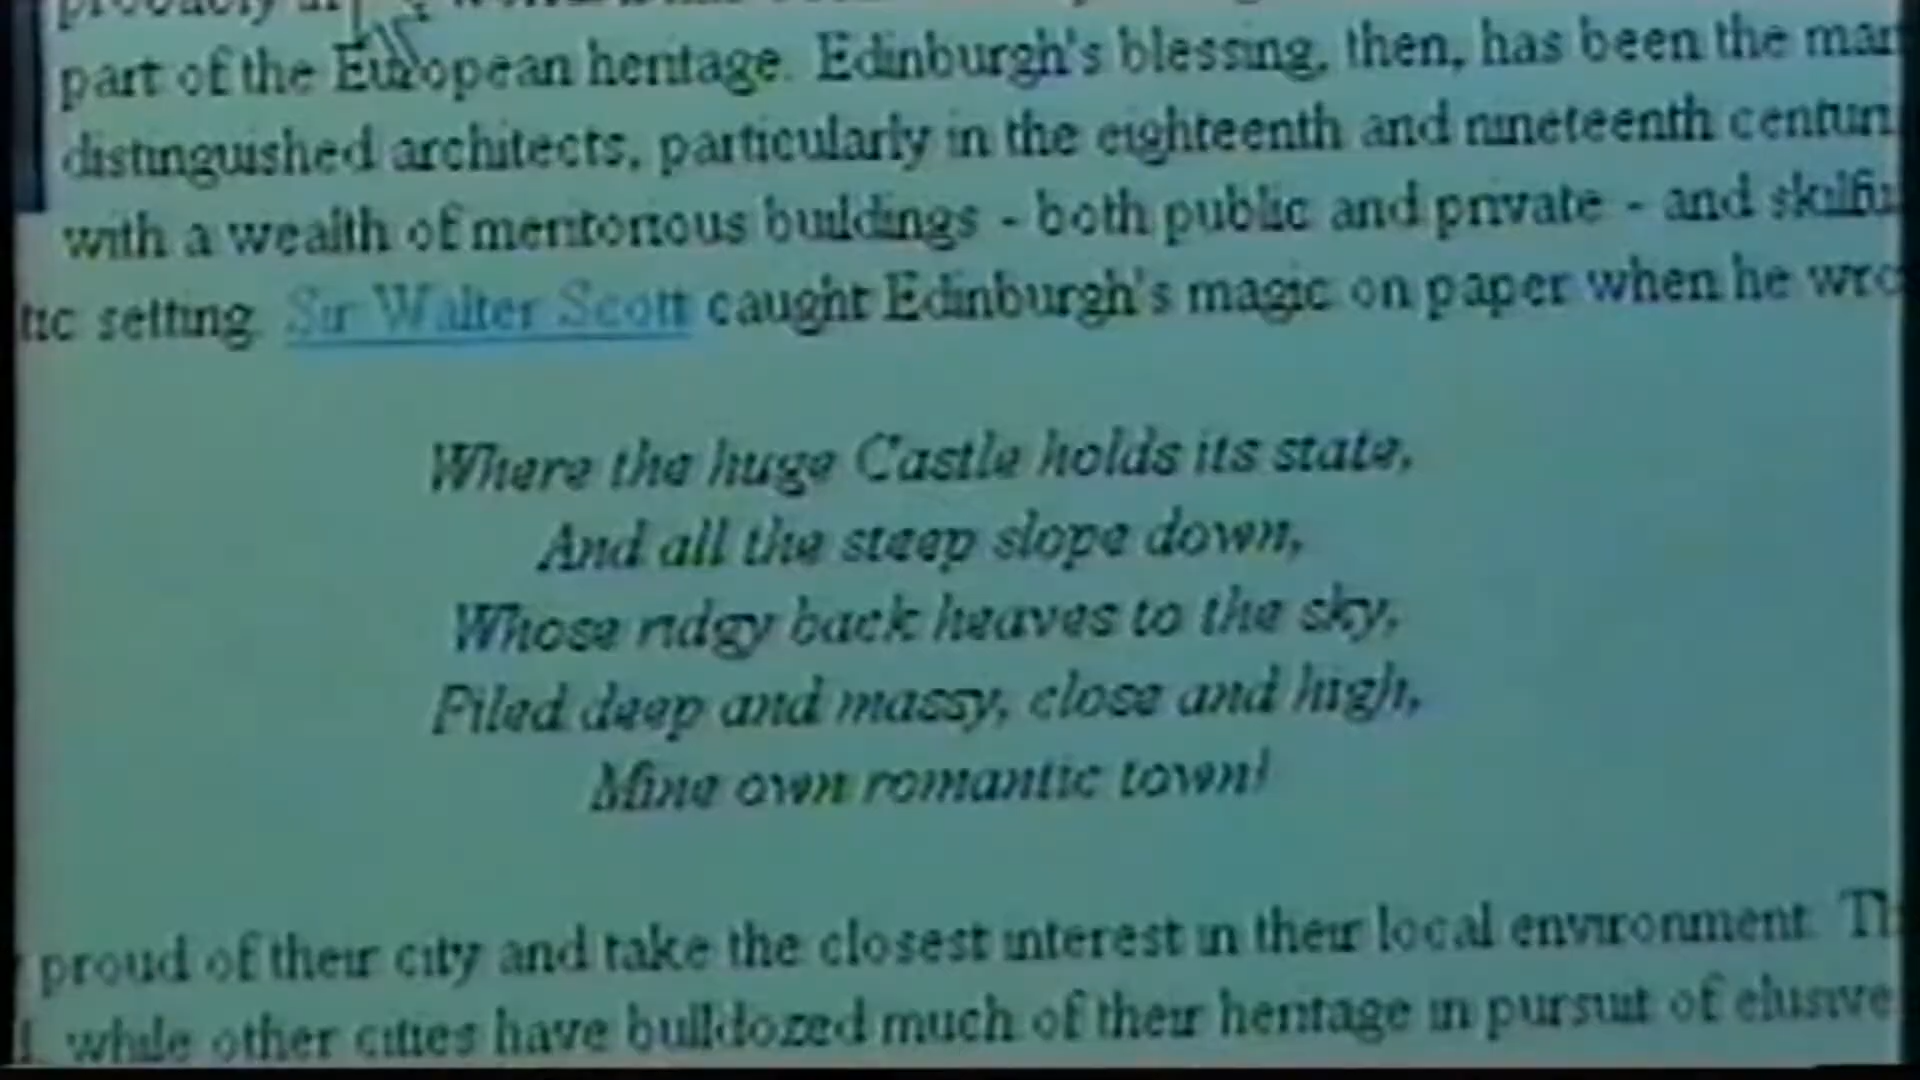 part of the European heritage. Edinburgh's blessing, then, has been the
distinguished architects, particularly in the eighteenth and nineteenth
with a wealth of meritorious buildings - both public and private - and
setting. Sir Walter Scott caught Edinburgh's magic on paper when he
Where the huge Castle holds its state,
And all the steep slope down,
Whose ridgy back heaves to the sky,
Piled deep and massy, close and high,
Mine own romantic town!
proud of their city and take the closest interest in their local environment.
while other cities have bulldozed much of their heritage in pursuit of elusive